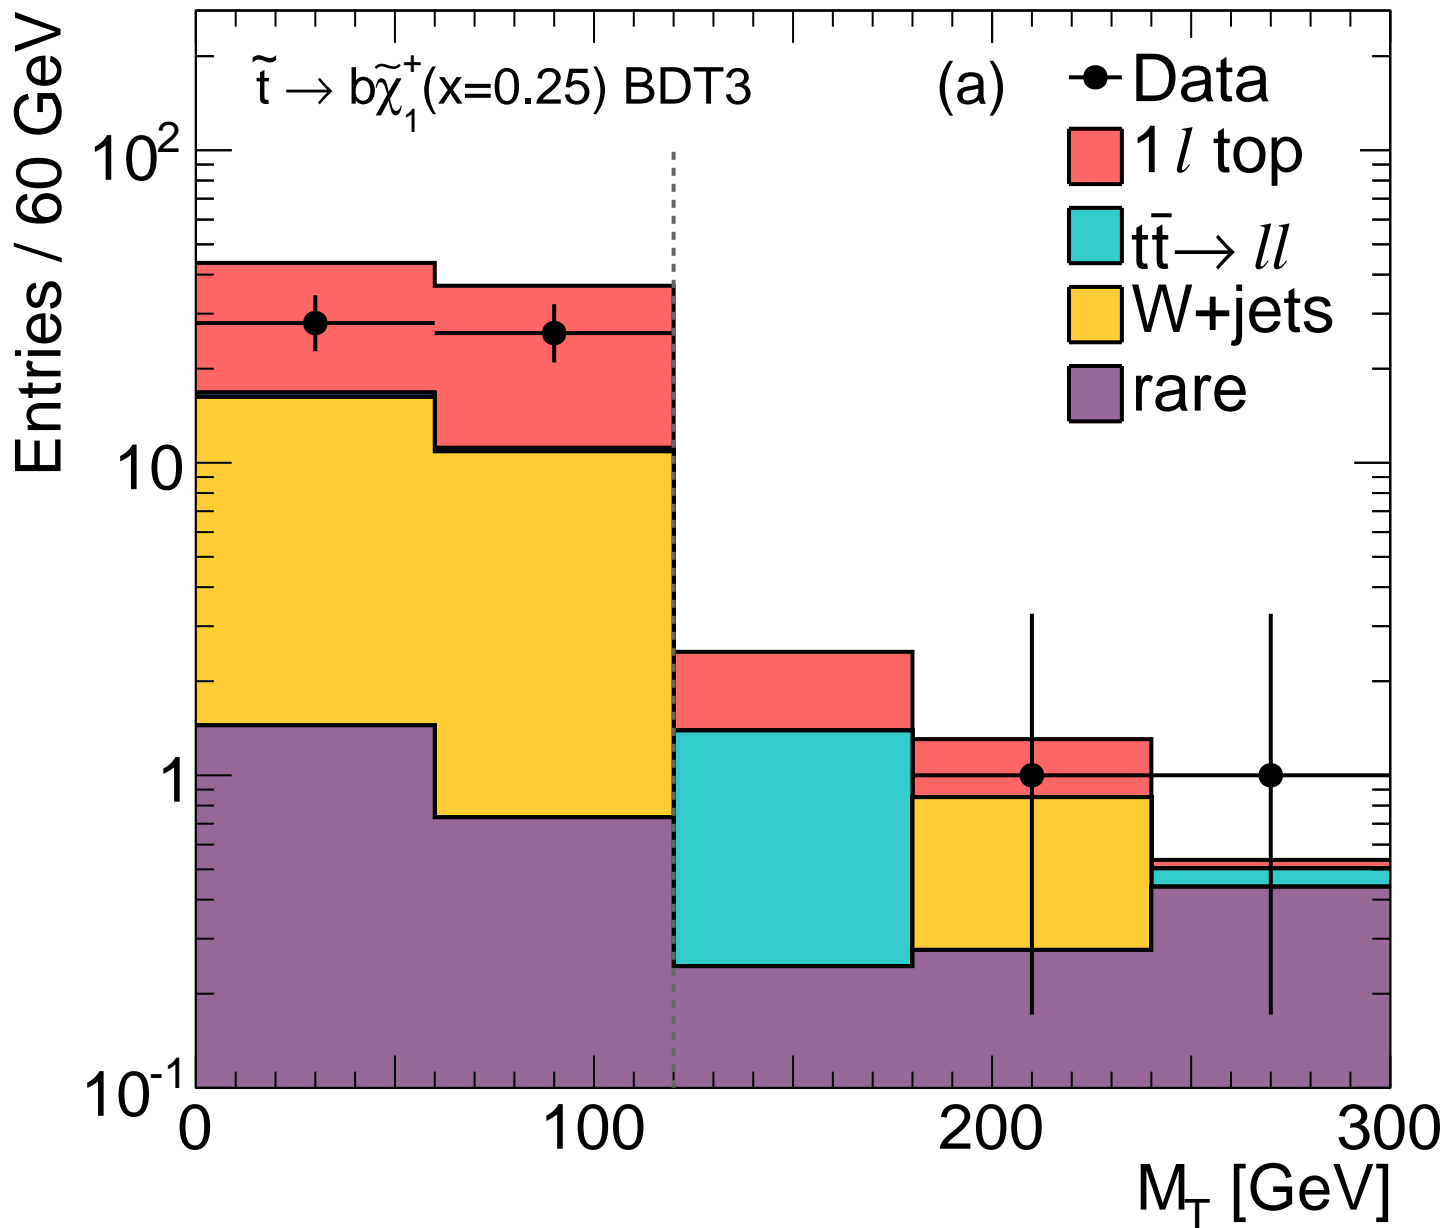 Entries / 60 GeV
t̃ → bχ̃₁⁺(x=0.25) BDT3
(a)
Data
1l top
tt̄→ ll
W+jets
rare
10²
10
1
10⁻¹
0 100 200 300
M_T [GeV]